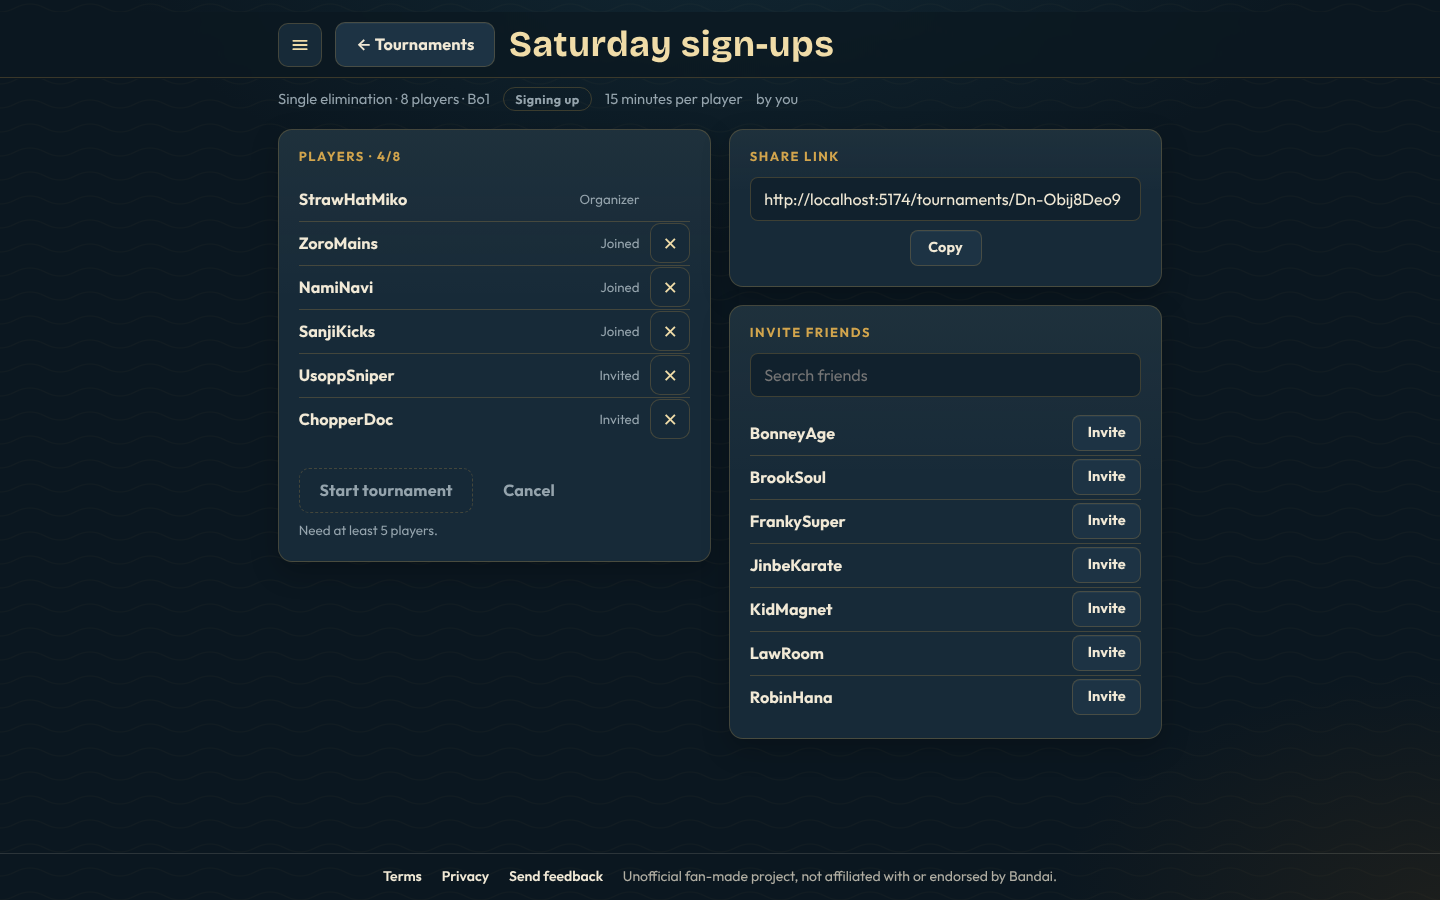 ← Tournaments
Saturday sign-ups
Single elimination · 8 players · Bo1
Signing up
15 minutes per player
by you
PLAYERS · 4/8
StrawHatMiko Organizer
ZoroMains Joined ✕
NamiNavi Joined ✕
SanjiKicks Joined ✕
UsoppSniper Invited ✕
ChopperDoc Invited ✕
Start tournament Cancel
Need at least 5 players.
SHARE LINK
http://localhost:5174/tournaments/Dn-Obij8Deo9
Copy
INVITE FRIENDS
Search friends
BonneyAge Invite
BrookSoul Invite
FrankySuper Invite
JinbeKarate Invite
KidMagnet Invite
LawRoom Invite
RobinHana Invite
Terms Privacy Send feedback Unofficial fan-made project, not affiliated with or endorsed by Bandai.